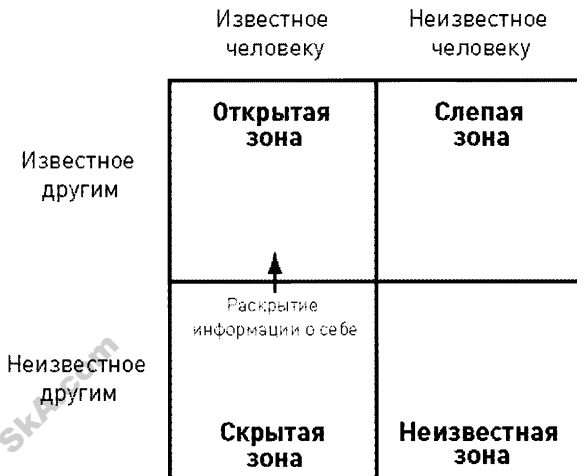 Известное
человеку
Неизвестное
человеку
Открытая
зона
Слепая
зона
Известное
другим
Раскрытие
информации о себе
Неизвестное
другим
Скрытая
зона
Неизвестная
зона